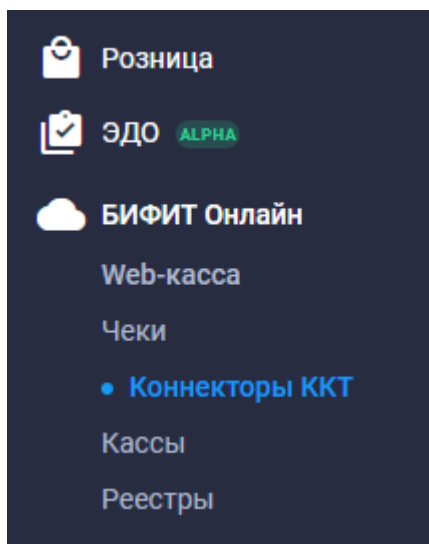 Розница
ЭДО ALPHA
БИФИТ Онлайн
Web-касса
Чеки
Коннекторы ККТ
Кассы
Реестры